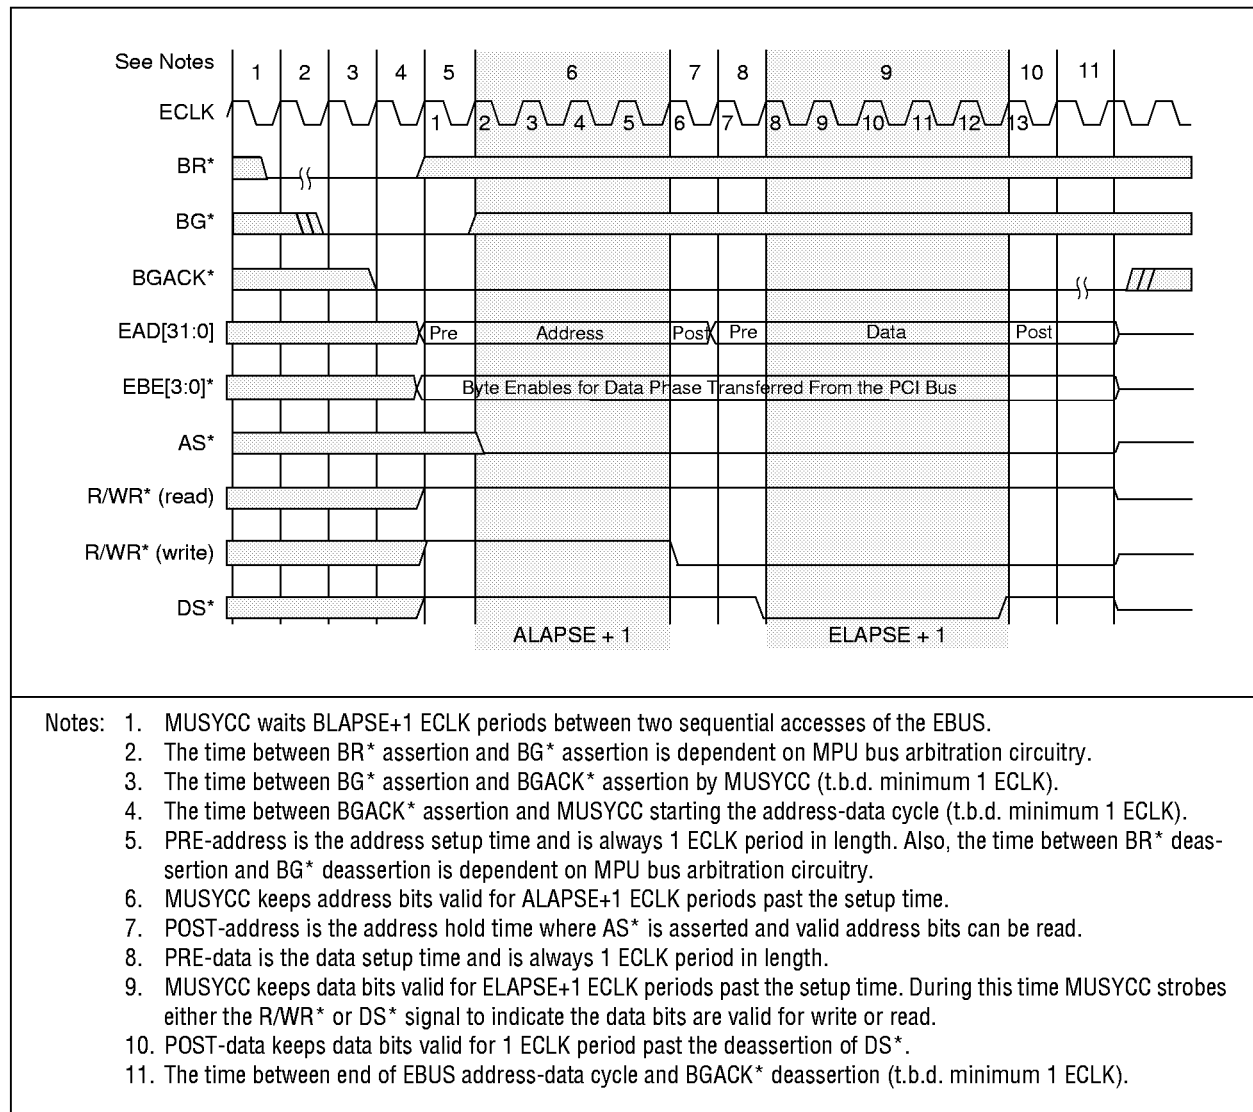 See Notes 1 2 3 4 5 6 7 8 9 10 11
ECLK 1 2 3 4 5 6 7 8 9 10 11 12 13
BR*
BG*
BGACK*
EAD[31:0] Pre Address Post Pre Data Post
EBE[3:0]* Byte Enables for Data Phase Transferred From the PCI Bus
AS*
R/WR* (read)
R/WR* (write)
DS*
ALAPSE + 1 ELAPSE + 1
Notes: 1. MUSYCC waits BLAPSE+1 ECLK periods between two sequential accesses of the EBUS.
2. The time between BR* assertion and BG* assertion is dependent on MPU bus arbitration circuitry.
3. The time between BG* assertion and BGACK* assertion by MUSYCC (t.b.d. minimum 1 ECLK).
4. The time between BGACK* assertion and MUSYCC starting the address-data cycle (t.b.d. minimum 1 ECLK).
5. PRE-address is the address setup time and is always 1 ECLK period in length. Also, the time between BR* deas-
sertion and BG* deassertion is dependent on MPU bus arbitration circuitry.
6. MUSYCC keeps address bits valid for ALAPSE+1 ECLK periods past the setup time.
7. POST-address is the address hold time where AS* is asserted and valid address bits can be read.
8. PRE-data is the data setup time and is always 1 ECLK period in length.
9. MUSYCC keeps data bits valid for ELAPSE+1 ECLK periods past the setup time. During this time MUSYCC strobes
either the R/WR* or DS* signal to indicate the data bits are valid for write or read.
10. POST-data keeps data bits valid for 1 ECLK period past the deassertion of DS*.
11. The time between end of EBUS address-data cycle and BGACK* deassertion (t.b.d. minimum 1 ECLK).